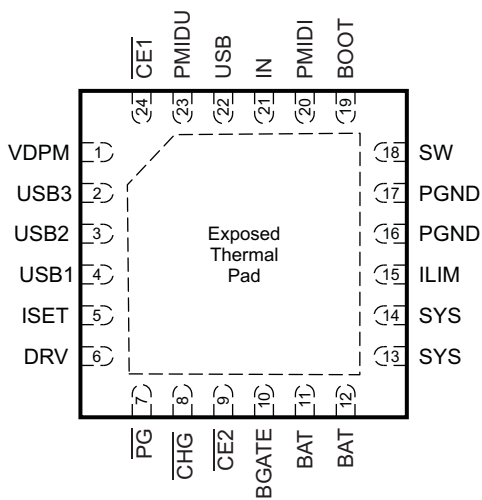 CE1
PMIDU
USB
IN
PMIDI
BOOT
24
23
22
21
20
19
VDPM 1
USB3 2
USB2 3
USB1 4
ISET 5
DRV 6
18 SW
17 PGND
16 PGND
15 ILIM
14 SYS
13 SYS
Exposed
Thermal
Pad
7
8
9
10
11
12
PG
CHG
CE2
BGATE
BAT
BAT